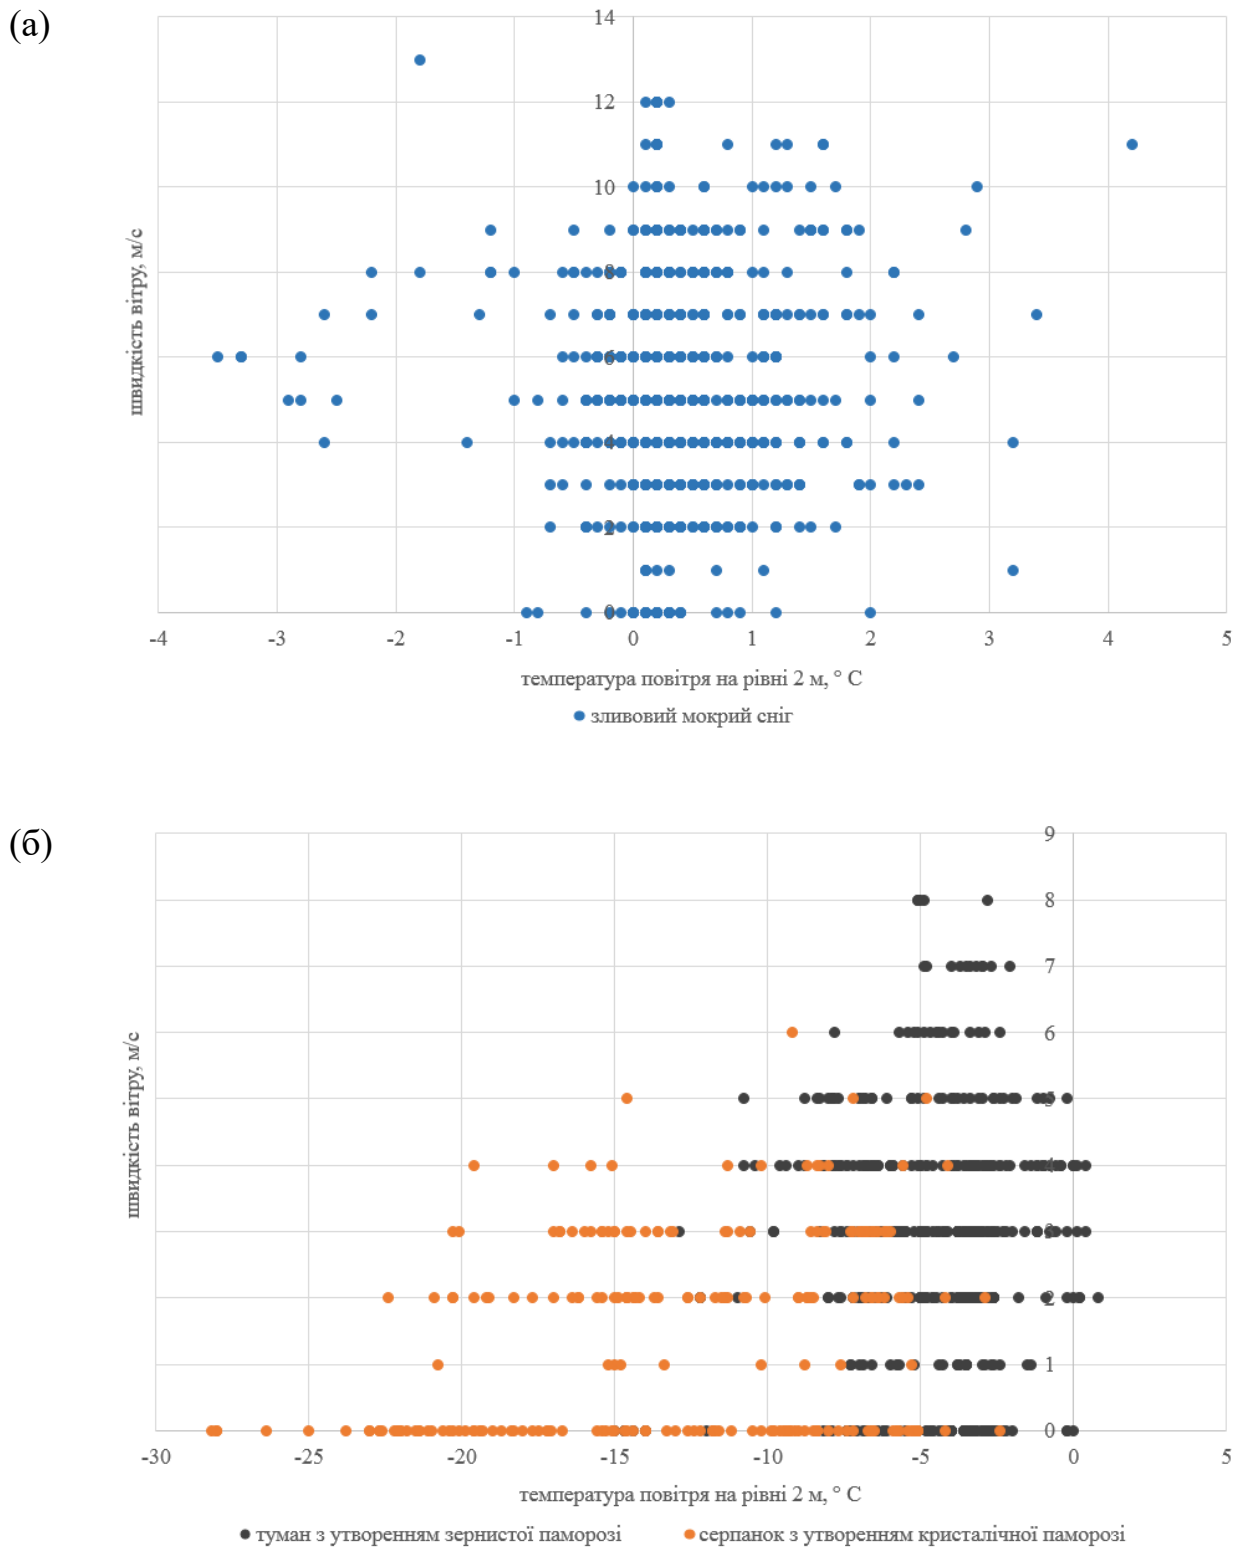 (а)
14
12
10
8
6
4
2
0
швидкість вітру, м/с
-4 -3 -2 -1 0 1 2 3 4 5
температура повітря на рівні 2 м, ° С
зливовий мокрий сніг
(б)
9
8
7
6
5
4
3
2
1
0
швидкість вітру, м/с
-30 -25 -20 -15 -10 -5 0 5
температура повітря на рівні 2 м, ° С
туман з утворенням зернистої паморозі серпанок з утворенням кристалічної паморозі